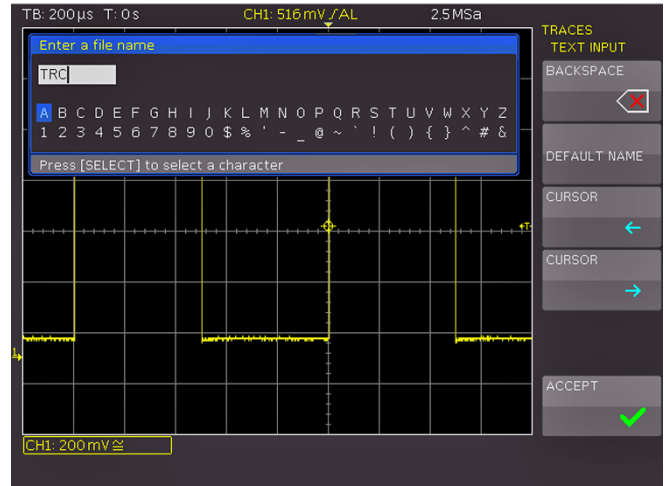 TB: 200µs T: 0s CH1: 516mV ⎍/AL 2.5MSa
Enter a file name
TRC
A B C D E F G H I J K L M N O P Q R S T U V W X Y Z
1 2 3 4 5 6 7 8 9 0 $ % ' - _ @ ~ ` ! ( ) { } ^ # &
Press [SELECT] to select a character
T
1
CH1: 200mV ≅
TRACES
TEXT INPUT
BACKSPACE
DEFAULT NAME
CURSOR
←
CURSOR
→
ACCEPT